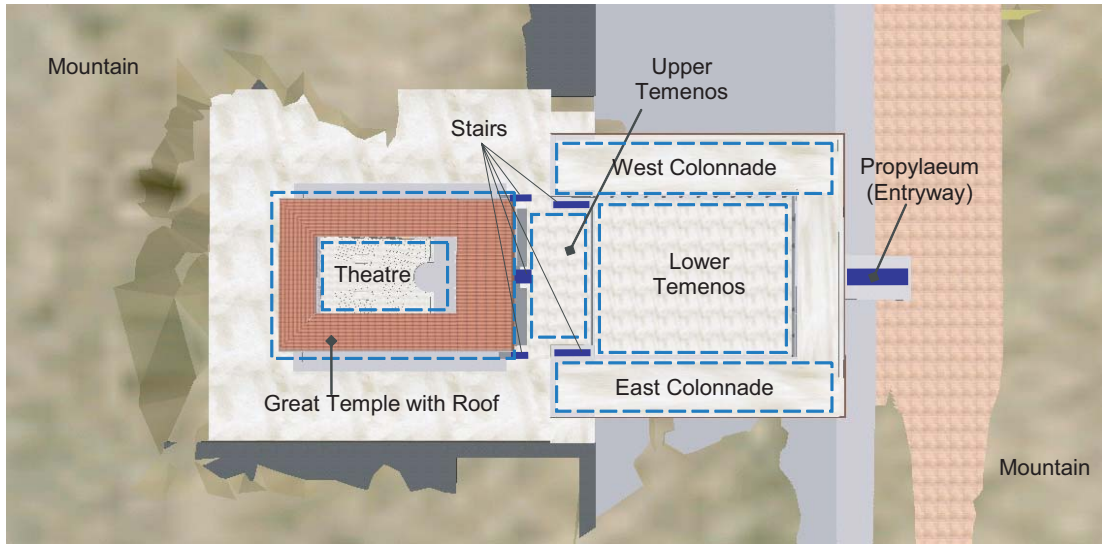 Mountain
Upper
Temenos
Stairs
West Colonnade
Propylaeum
(Entryway)
Theatre
Lower
Temenos
East Colonnade
Great Temple with Roof
Mountain